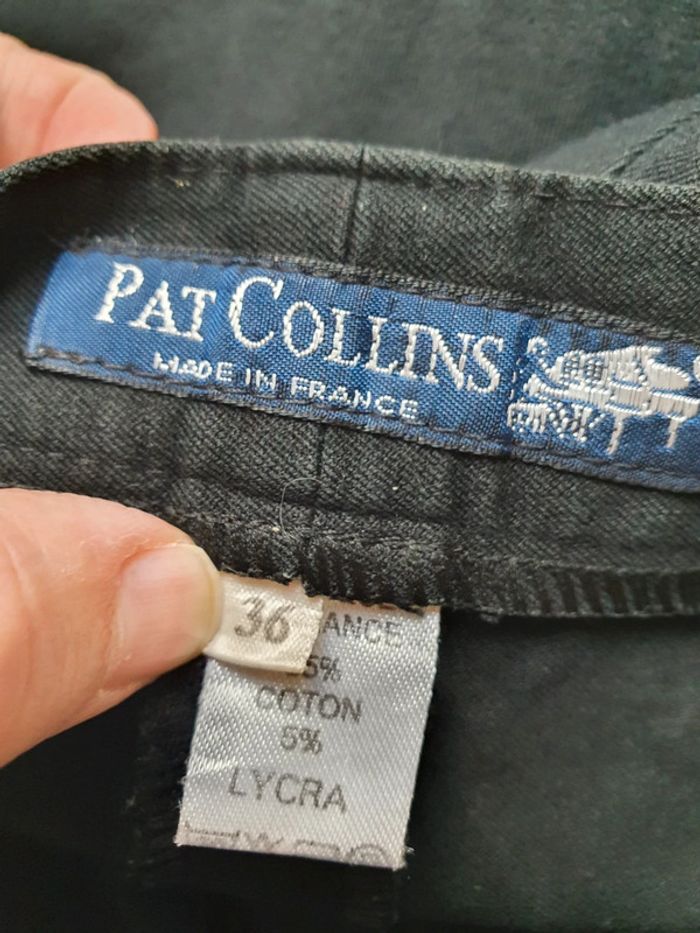 PAT COLLINS
MADE IN FRANCE
36
ANCE
5%
COTON
5%
LYCRA